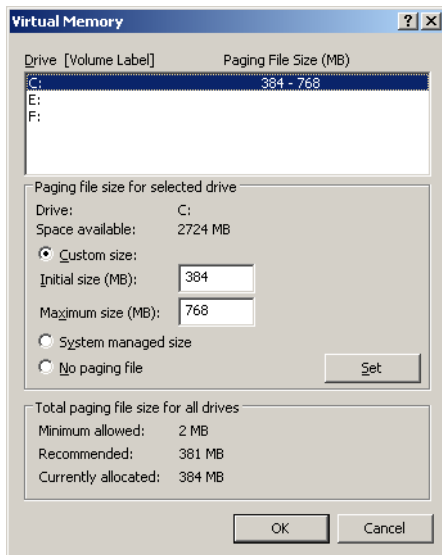 Virtual Memory
Drive [Volume Label] Paging File Size (MB)
C: 384 - 768
E:
F:
Paging file size for selected drive
Drive: C:
Space available: 2724 MB
Custom size:
Initial size (MB): 384
Maximum size (MB): 768
System managed size
No paging file Set
Total paging file size for all drives
Minimum allowed: 2 MB
Recommended: 381 MB
Currently allocated: 384 MB
OK Cancel